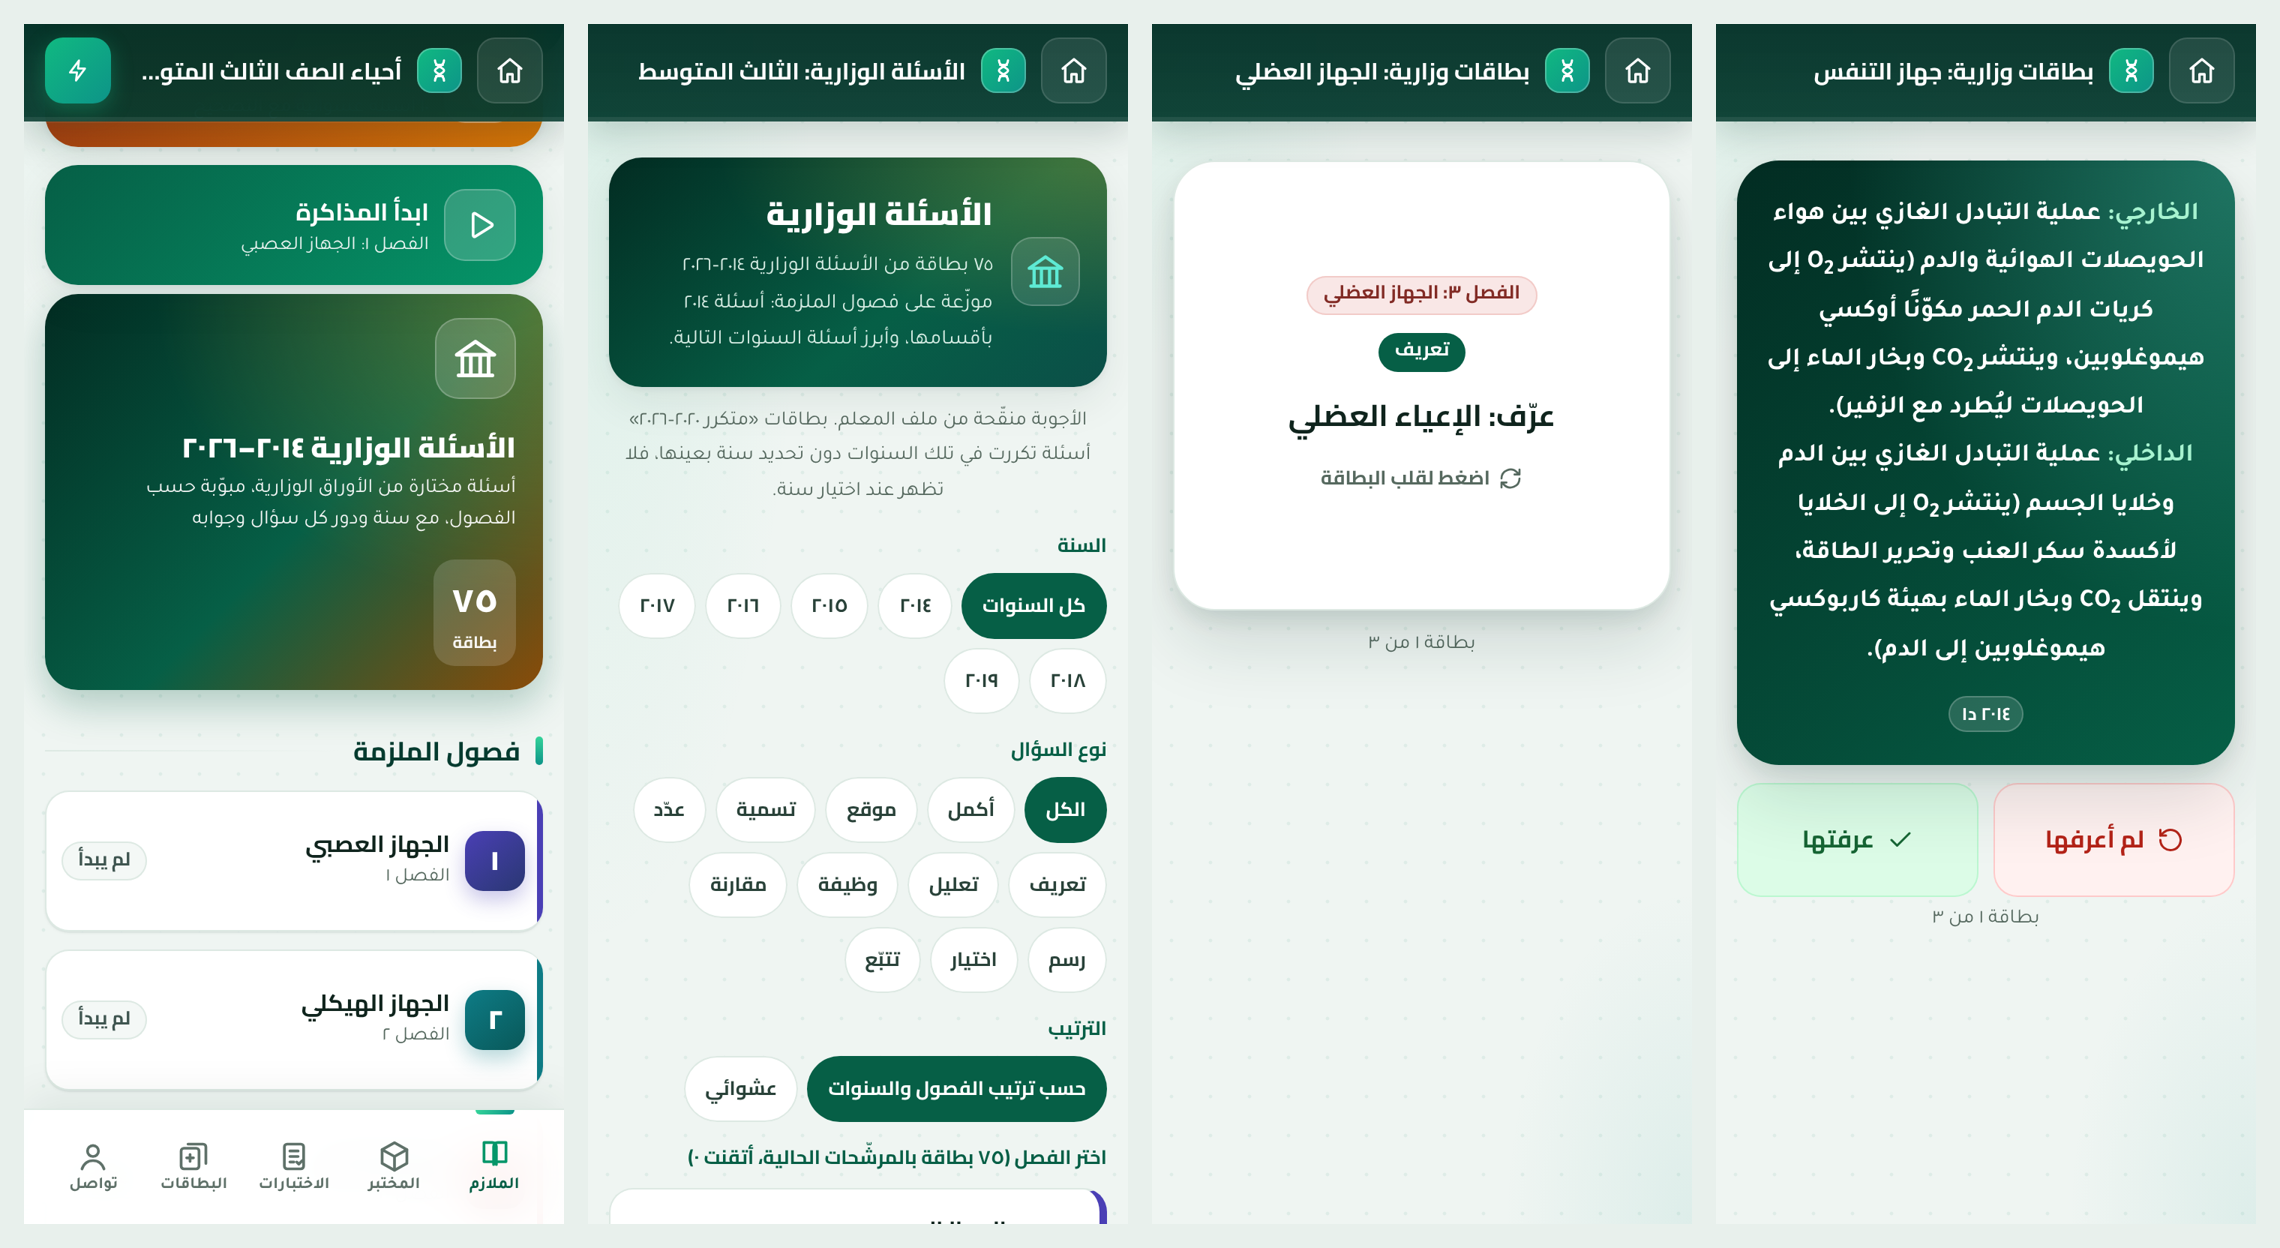 أحياء الصف الثالث المتو...
ابدأ المذاكرة
الفصل ١: الجهاز العصبي
الأسئلة الوزارية ٢٠١٤–٢٠٢٦
أسئلة مختارة من الأوراق الوزارية، مبوّبة حسب
الفصول، مع سنة ودور كل سؤال وجوابه
٧٥
بطاقة
فصول الملزمة
١
الجهاز العصبي
الفصل ١
لم يبدأ
٢
الجهاز الهيكلي
الفصل ٢
لم يبدأ
الملازم
المختبر
الاختبارات
البطاقات
تواصل
الأسئلة الوزارية: الثالث المتوسط
الأسئلة الوزارية
٧٥ بطاقة من الأسئلة الوزارية ٢٠١٤-٢٠٢٦
موزّعة على فصول الملزمة: أسئلة ٢٠١٤
بأقسامها، وأبرز أسئلة السنوات التالية.
الأجوبة منقّحة من ملف المعلم. بطاقات «متكرر ٢٠٢٠-٢٠٢٦»
أسئلة تكررت في تلك السنوات دون تحديد سنة بعينها، فلا
تظهر عند اختيار سنة.
السنة
كل السنوات ٢٠١٤ ٢٠١٥ ٢٠١٦ ٢٠١٧
٢٠١٨ ٢٠١٩
نوع السؤال
الكل أكمل موقع تسمية عدّد
تعريف تعليل وظيفة مقارنة
رسم اختيار تتبّع
الترتيب
حسب ترتيب الفصول والسنوات عشوائي
اختر الفصل (٧٥ بطاقة بالمرشّحات الحالية، أتقنت ٠)
بطاقات وزارية: الجهاز العضلي
الفصل ٣: الجهاز العضلي
تعريف
عرّف: الإعياء العضلي
اضغط لقلب البطاقة
بطاقة ١ من ٣
بطاقات وزارية: جهاز التنفس
الخارجي: عملية التبادل الغازي بين هواء
الحويصلات الهوائية والدم (ينتشر O₂ إلى
كريات الدم الحمر مكوّنًا أوكسي
هيموغلوبين، وينتشر CO₂ وبخار الماء إلى
الحويصلات ليُطرد مع الزفير).
الداخلي: عملية التبادل الغازي بين الدم
وخلايا الجسم (ينتشر O₂ إلى الخلايا
لأكسدة سكر العنب وتحرير الطاقة،
وينتقل CO₂ وبخار الماء بهيئة كاربوكسي
هيموغلوبين إلى الدم).
٢٠١٤ د١
لم أعرفها
عرفتها
بطاقة ١ من ٣